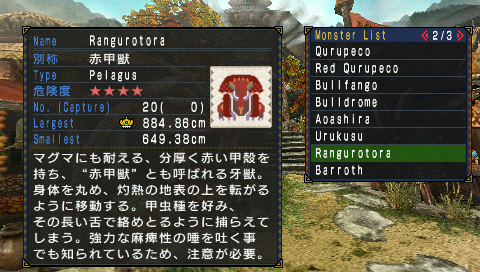 Name Rangurotora
別称 赤甲獣
Type Pelagus
危険度 ★★★★
No. (Capture) 20( 0)
Largest 884.86cm
Smallest 649.38cm
マグマにも耐える、分厚く赤い甲殻を
持ち、“赤甲獣”とも呼ばれる牙獣。
身体を丸め、灼熱の地表の上を転がる
ように移動する。甲虫種を好み、
その長い舌で絡めとるように捕らえて
しまう。強力な麻痺性の唾を吐く事
でも知られているため、注意が必要。
Monster List 2/3
Qurupeco
Red Qurupeco
Bullfango
Bulldrome
Aoashira
Urukusu
Rangurotora
Barroth